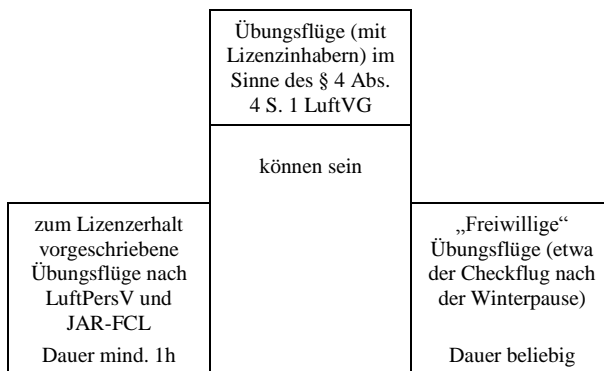 Übungsflüge (mit
Lizenzinhabern) im
Sinne des § 4 Abs.
4 S. 1 LuftVG
können sein
zum Lizenzerhalt
vorgeschriebene
Übungsflüge nach
LuftPersV und
JAR-FCL
Dauer mind. 1h
„Freiwillige“
Übungsflüge (etwa
der Checkflug nach
der Winterpause)
Dauer beliebig